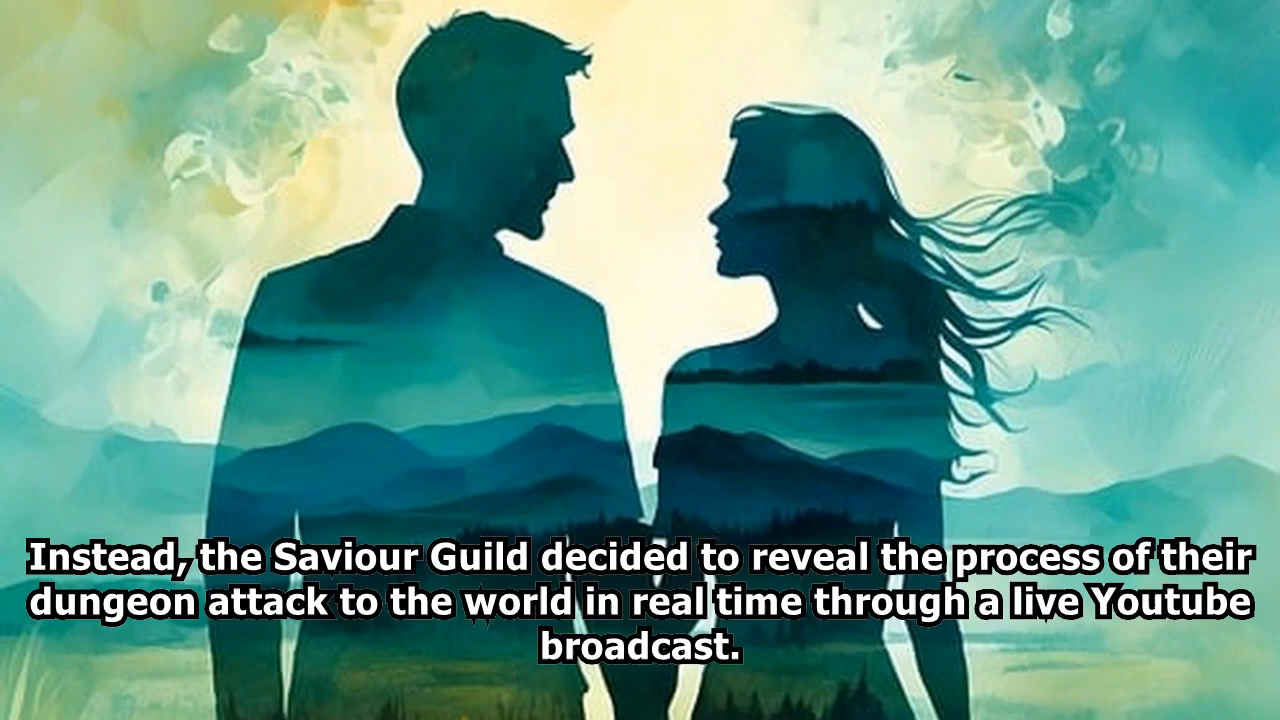 Instead, the Saviour Guild decided to reveal the process of their
dungeon attack to the world in real time through a live Youtube
broadcast.